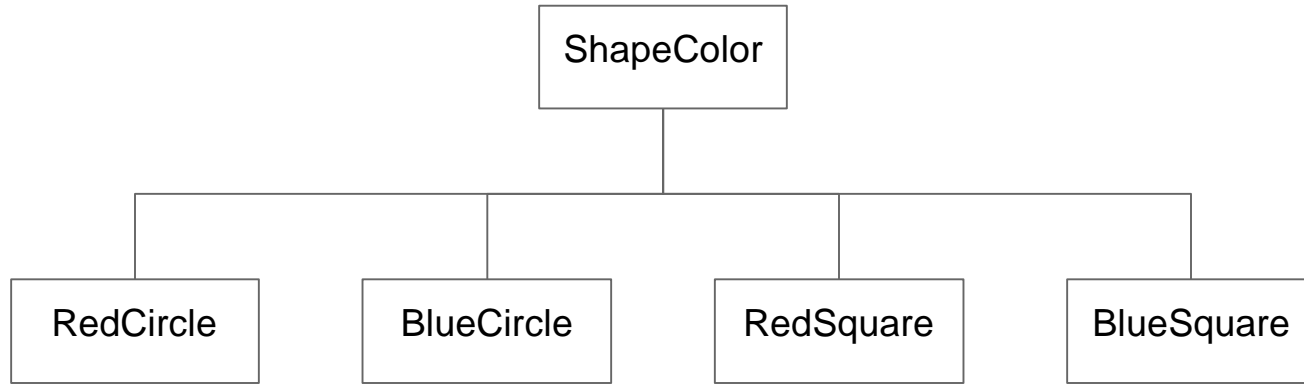 ShapeColor
RedCircle
BlueCircle
RedSquare
BlueSquare